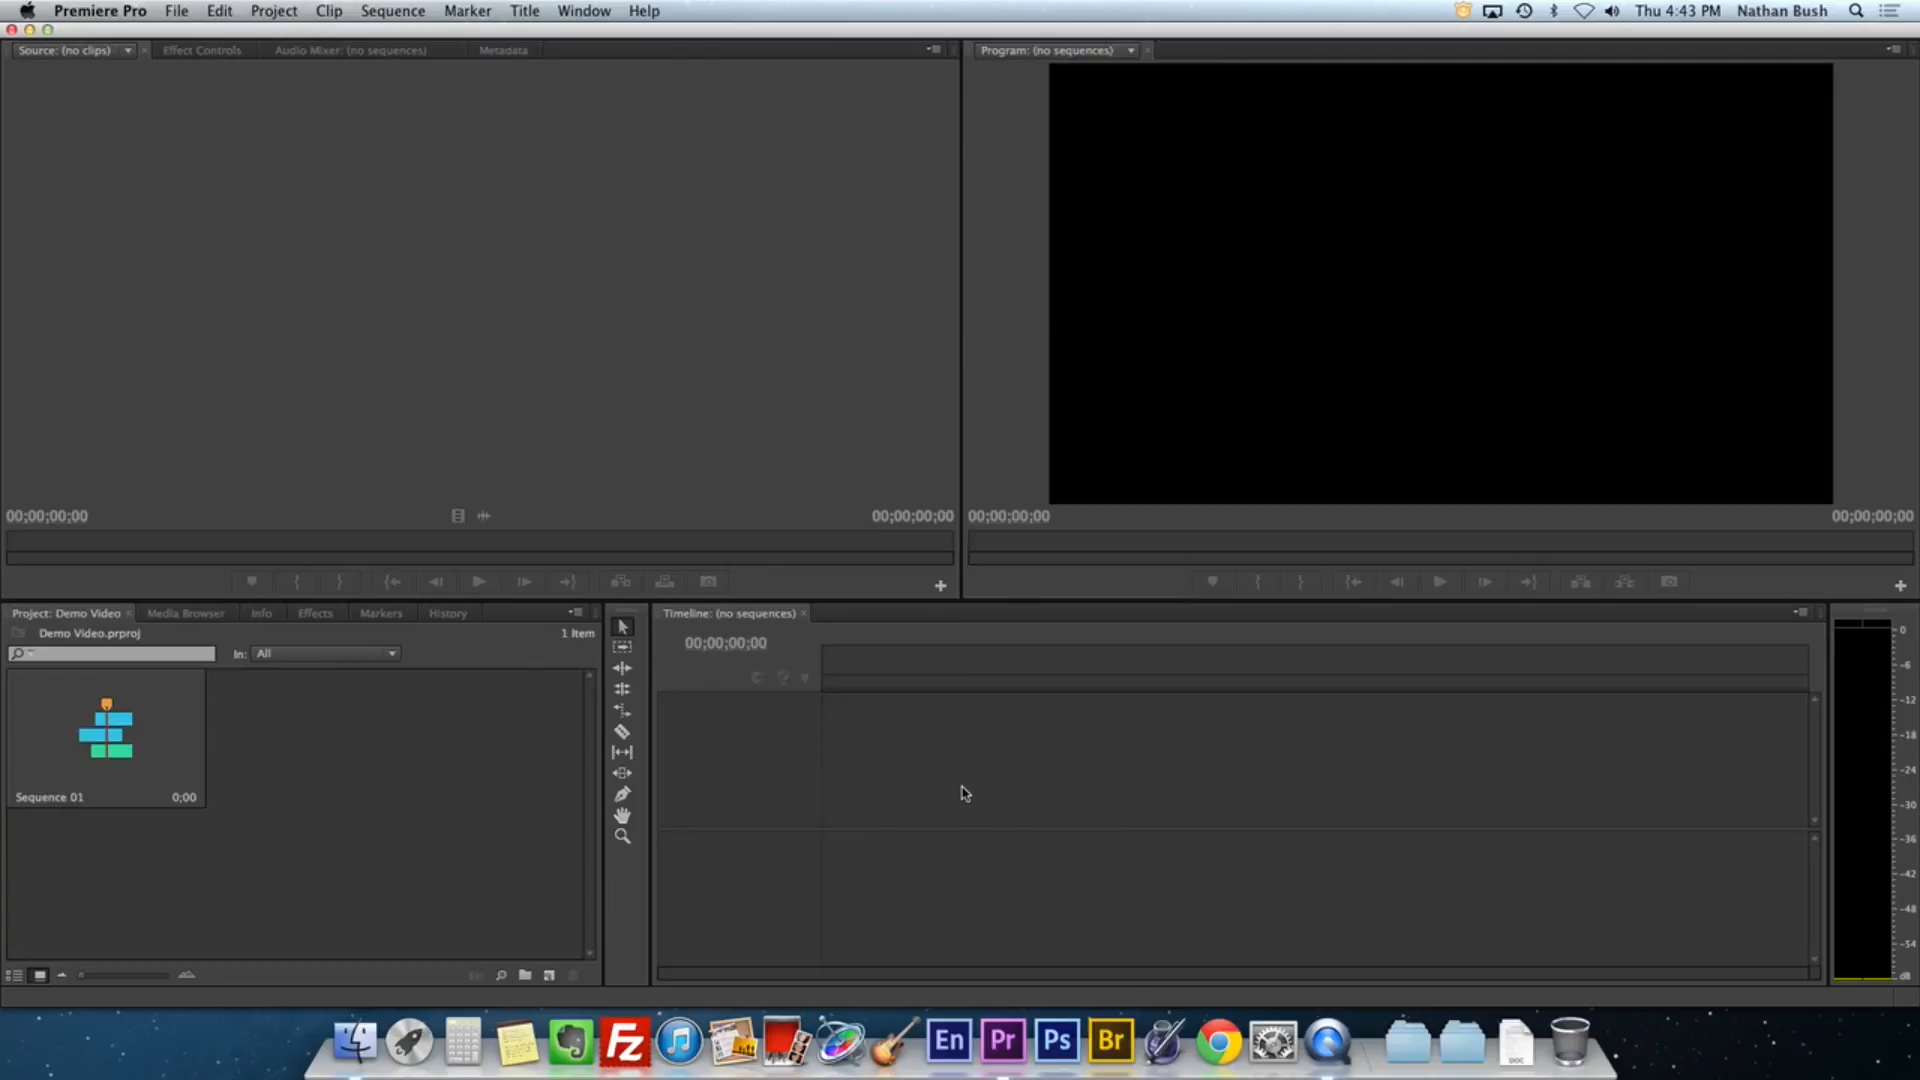 Premiere Pro File Edit Project Clip Sequence Marker Title Window Help Thu 4:43 PM Nathan Bush
Source: (no clips) Effect Controls Audio Mixer: (no sequences) Metadata Program: (no sequences)
00;00;00;00 00;00;00;00 00;00;00;00 00;00;00;00
Project: Demo Video Media Browser Info Effects Markers History Timeline: (no sequences)
Demo Video.prproj 1 Item
00;00;00;00
In: All
Sequence 01 0;00
0
-6
-12
-18
-24
-30
-36
-42
-48
-54
dB
Fz En Pr Ps Br
DOC